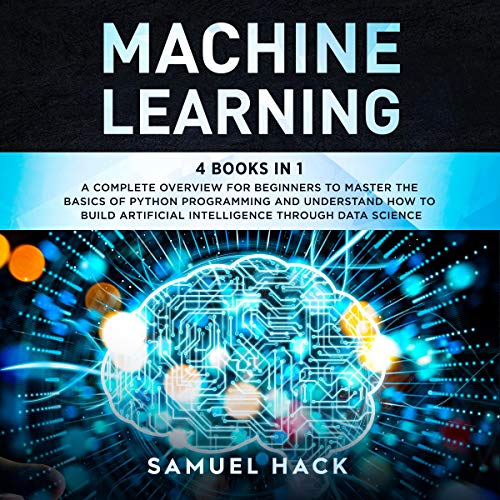 MACHINE
LEARNING
4 BOOKS IN 1
A COMPLETE OVERVIEW FOR BEGINNERS TO MASTER THE
BASICS OF PYTHON PROGRAMMING AND UNDERSTAND HOW TO
BUILD ARTIFICIAL INTELLIGENCE THROUGH DATA SCIENCE
SAMUEL HACK